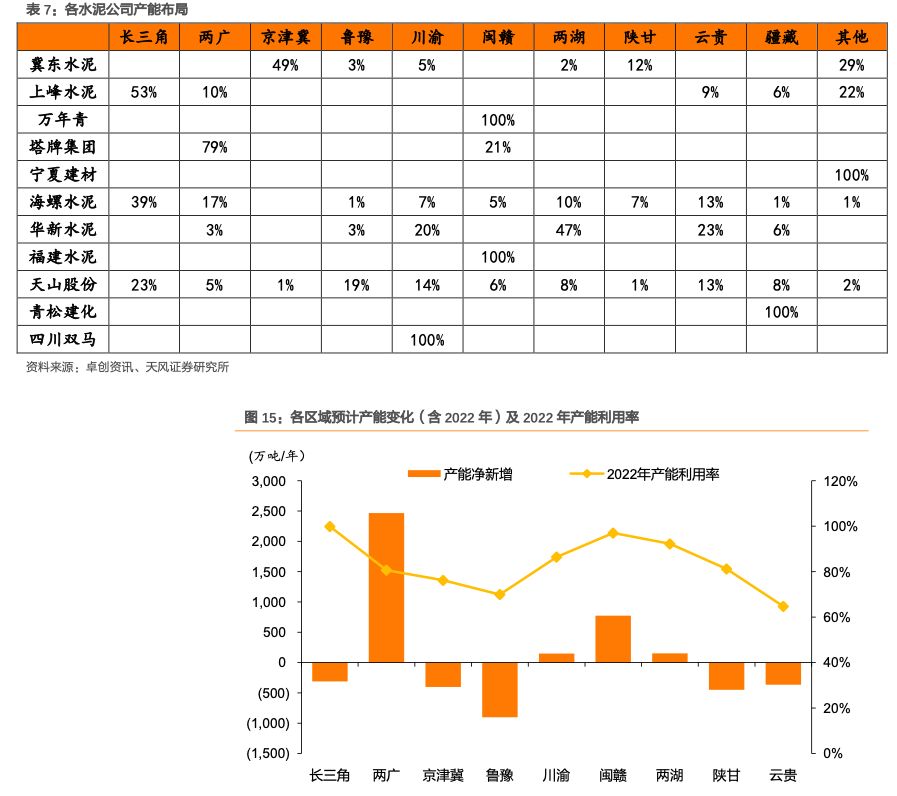 表 7：各水泥公司产能布局
长三角 两广 京津冀 鲁豫 川渝 闽赣 两湖 陕甘 云贵 疆藏 其他
冀东水泥 49% 3% 5% 2% 12% 29%
上峰水泥 53% 10% 9% 6% 22%
万年青 100%
塔牌集团 79% 21%
宁夏建材 100%
海螺水泥 39% 17% 1% 7% 5% 10% 7% 13% 1% 1%
华新水泥 3% 3% 20% 47% 23% 6%
福建水泥 100%
天山股份 23% 5% 1% 19% 14% 6% 8% 1% 13% 8% 2%
青松建化 100%
四川双马 100%
资料来源：卓创资讯、天风证券研究所
图 15：各区域预计产能变化（含 2022 年）及 2022 年产能利用率
(万吨/年)
产能净新增 2022年产能利用率
3,000 120%
2,500 100%
2,000
1,500 80%
1,000 60%
500
0 40%
(500) 20%
(1,000)
(1,500) 0%
长三角 两广 京津冀 鲁豫 川渝 闽赣 两湖 陕甘 云贵